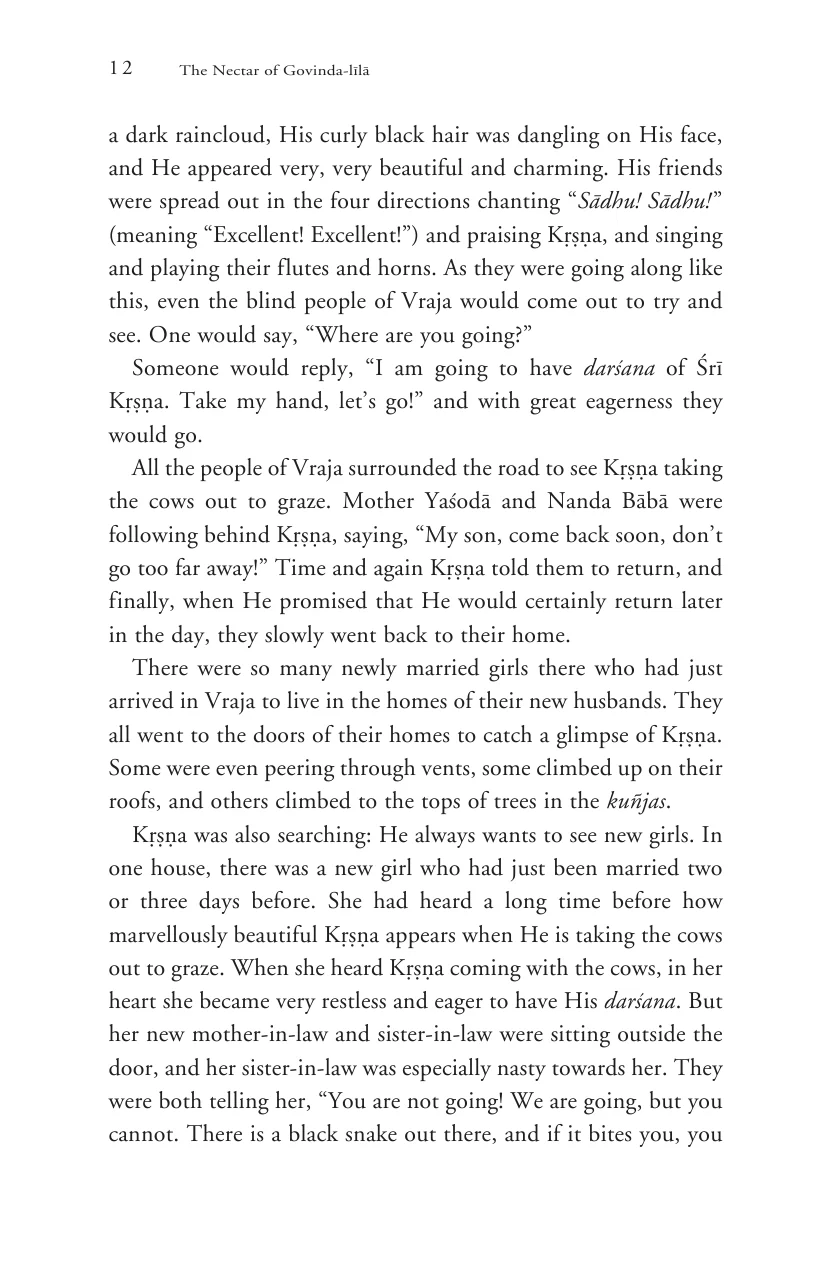 12 The Nectar of Govinda-līlā
a dark raincloud, His curly black hair was dangling on His face,
and He appeared very, very beautiful and charming. His friends
were spread out in the four directions chanting “Sādhu! Sādhu!”
(meaning “Excellent! Excellent!”) and praising Kṛṣṇa, and singing
and playing their flutes and horns. As they were going along like
this, even the blind people of Vraja would come out to try and
see. One would say, “Where are you going?”
Someone would reply, “I am going to have darśana of Śrī
Kṛṣṇa. Take my hand, let’s go!” and with great eagerness they
would go.
All the people of Vraja surrounded the road to see Kṛṣṇa taking
the cows out to graze. Mother Yaśodā and Nanda Bābā were
following behind Kṛṣṇa, saying, “My son, come back soon, don’t
go too far away!” Time and again Kṛṣṇa told them to return, and
finally, when He promised that He would certainly return later
in the day, they slowly went back to their home.
There were so many newly married girls there who had just
arrived in Vraja to live in the homes of their new husbands. They
all went to the doors of their homes to catch a glimpse of Kṛṣṇa.
Some were even peering through vents, some climbed up on their
roofs, and others climbed to the tops of trees in the kuñjas.
Kṛṣṇa was also searching: He always wants to see new girls. In
one house, there was a new girl who had just been married two
or three days before. She had heard a long time before how
marvellously beautiful Kṛṣṇa appears when He is taking the cows
out to graze. When she heard Kṛṣṇa coming with the cows, in her
heart she became very restless and eager to have His darśana. But
her new mother-in-law and sister-in-law were sitting outside the
door, and her sister-in-law was especially nasty towards her. They
were both telling her, “You are not going! We are going, but you
cannot. There is a black snake out there, and if it bites you, you